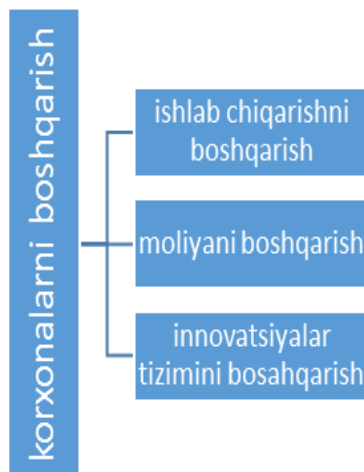 korxonalarni boshqarish
ishlab chiqarishni
boshqarish
moliyani boshqarish
innovatsiyalar
tizimini bosahqarish